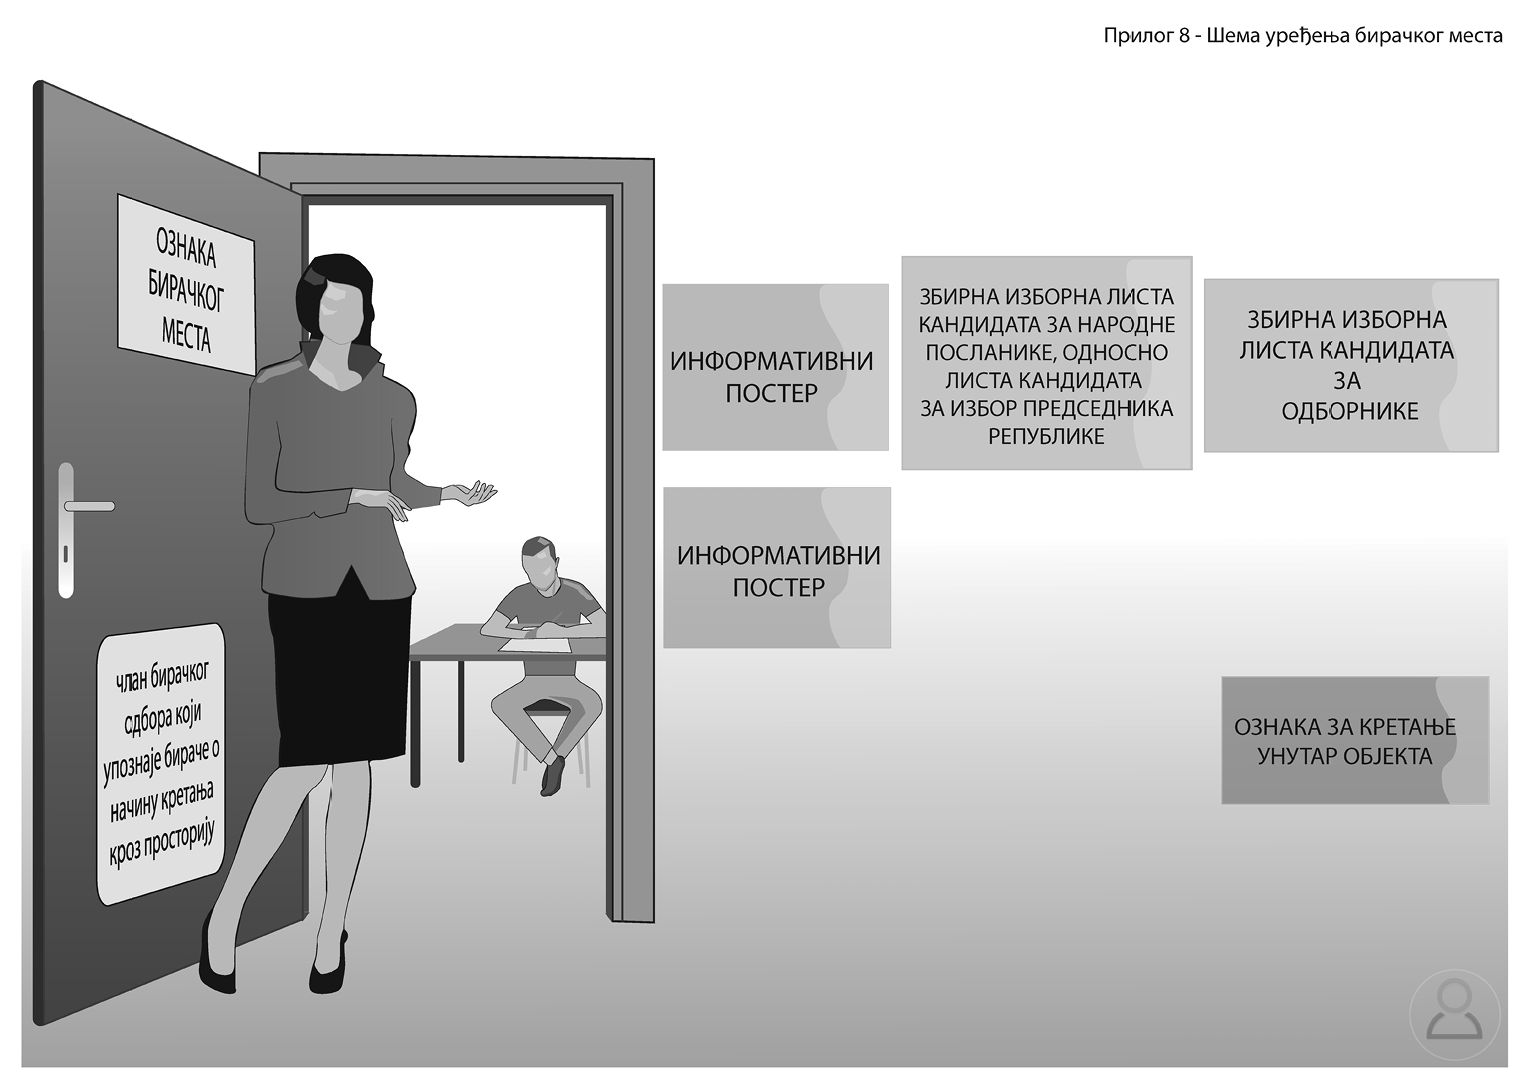 Прилог 8 - Шема уређења бирачког места
ОЗНАКА
БИРАЧКОГ
МЕСТА
ИНФОРМАТИВНИ
ПОСТЕР
ЗБИРНА ИЗБОРНА ЛИСТА
КАНДИДАТА ЗА НАРОДНЕ
ПОСЛАНИКЕ, ОДНОСНО
ЛИСТА КАНДИДАТА
ЗА ИЗБОР ПРЕДСЕДНИКА
РЕПУБЛИКЕ
ЗБИРНА ИЗБОРНА
ЛИСТА КАНДИДАТА
ЗА
ОДБОРНИКЕ
ИНФОРМАТИВНИ
ПОСТЕР
члан бирачког
сдбора који
упознаје бираче о
начину кретања
кроз просторију
ОЗНАКА ЗА КРЕТАЊЕ
УНУТАР ОБЈЕКТА